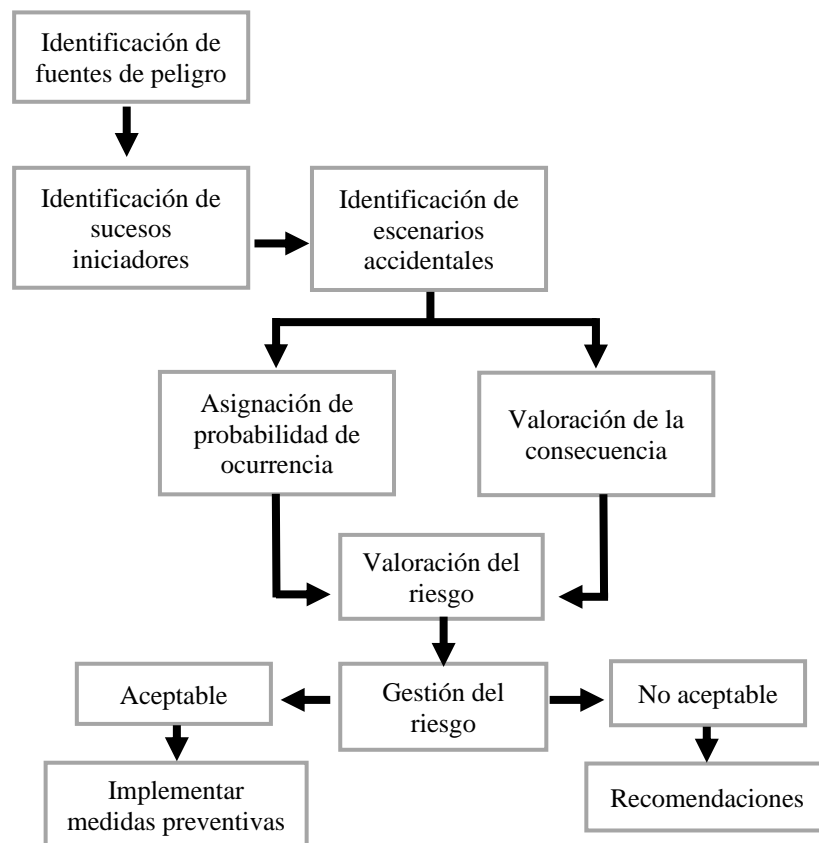 Identificación de
fuentes de peligro
Identificación de
sucesos
iniciadores
Identificación de
escenarios
accidentales
Asignación de
probabilidad de
ocurrencia
Valoración de la
consecuencia
Valoración del
riesgo
Aceptable
Gestión del
riesgo
No aceptable
Implementar
medidas preventivas
Recomendaciones